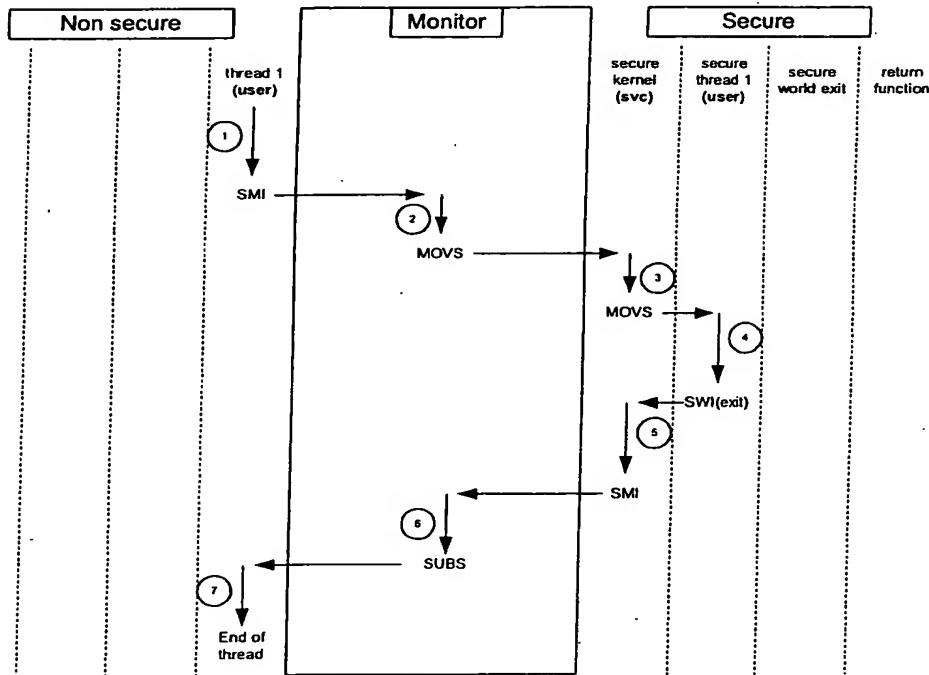 Non secure
Monitor
Secure
thread 1
(user)
secure
kernel
(svc)
secure
thread 1
(user)
secure
world exit
return
function
1
SMI
2
MOVS
3
MOVS
4
SWI(exit)
5
SMI
6
SUBS
7
End of
thread